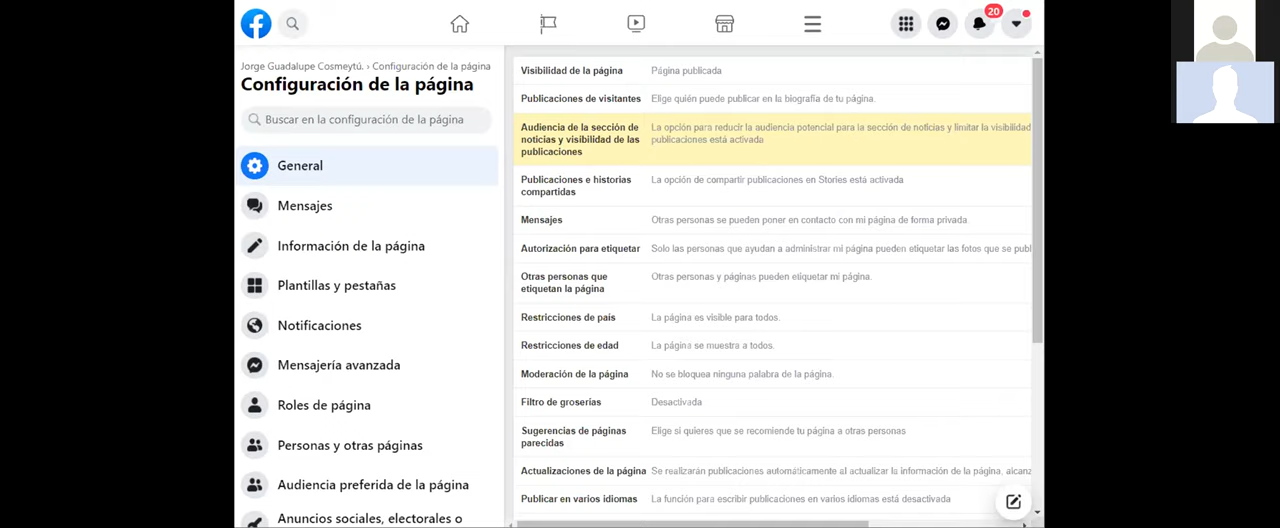 20
Jorge Guadalupe Cosmeytú. › Configuración de la página
Configuración de la página
Buscar en la configuración de la página
General
Mensajes
Información de la página
Plantillas y pestañas
Notificaciones
Mensajería avanzada
Roles de página
Personas y otras páginas
Audiencia preferida de la página
Anuncios sociales, electorales o
Visibilidad de la página Página publicada
Publicaciones de visitantes Elige quién puede publicar en la biografía de tu página.
Audiencia de la sección de La opción para reducir la audiencia potencial para la sección de noticias y limitar la visibilidad
noticias y visibilidad de las publicaciones está activada
publicaciones
Publicaciones e historias La opción de compartir publicaciones en Stories está activada
compartidas
Mensajes Otras personas se pueden poner en contacto con mi página de forma privada.
Autorización para etiquetar Solo las personas que ayudan a administrar mi página pueden etiquetar las fotos que se publ
Otras personas que Otras personas y páginas pueden etiquetar mi página.
etiquetan la página
Restricciones de país La página es visible para todos.
Restricciones de edad La página se muestra a todos.
Moderación de la página No se bloquea ninguna palabra de la página.
Filtro de groserías Desactivada
Sugerencias de páginas Elige si quieres que se recomiende tu página a otras personas
parecidas
Actualizaciones de la página Se realizarán publicaciones automáticamente al actualizar la información de la página, alcanz
Publicar en varios idiomas La función para escribir publicaciones en varios idiomas está desactivada